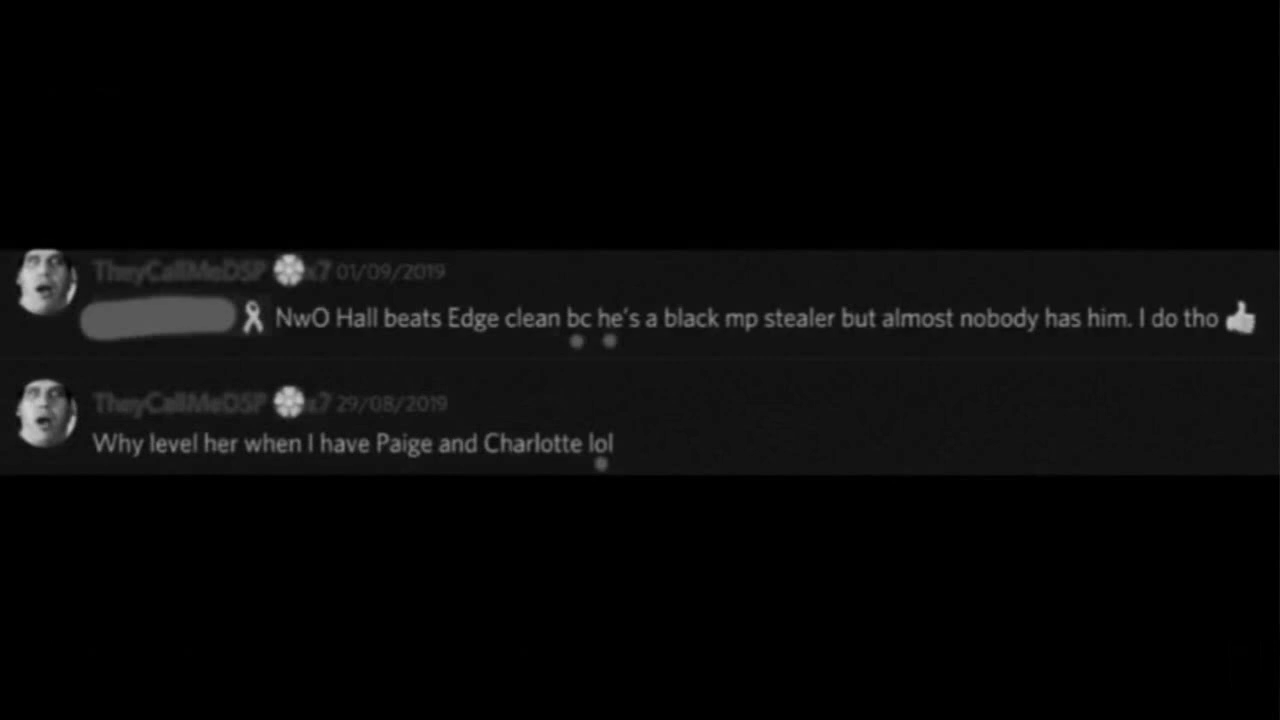 TheyCallMeDSP x7 01/09/2019
NwO Hall beats Edge clean bc he's a black mp stealer but almost nobody has him. I do tho
TheyCallMeDSP x7 29/08/2019
Why level her when I have Paige and Charlotte lol